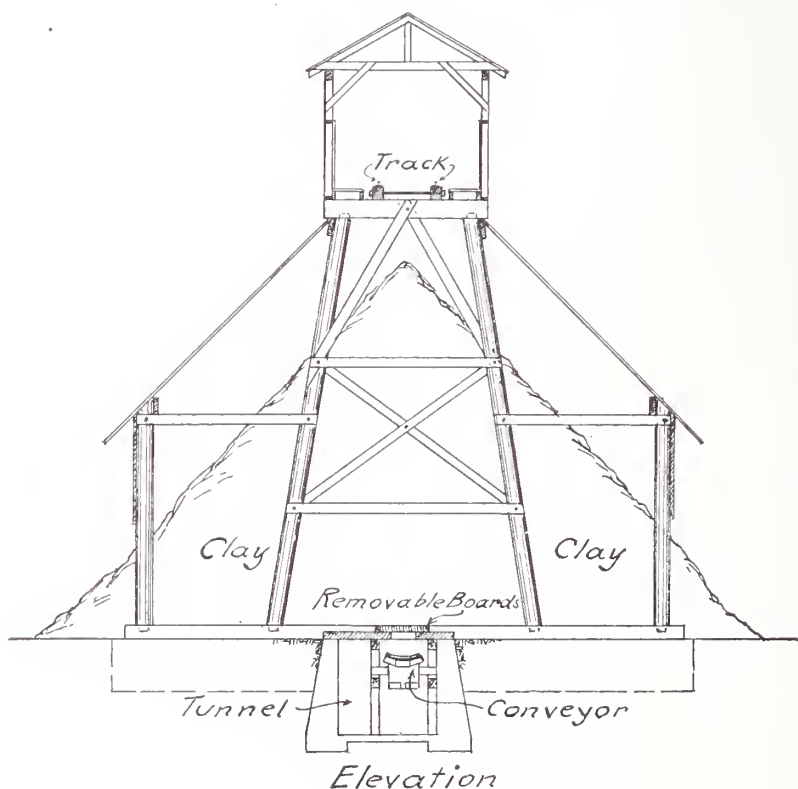 Track
Clay
Clay
Removable Boards
Tunnel
Conveyor
Elevation